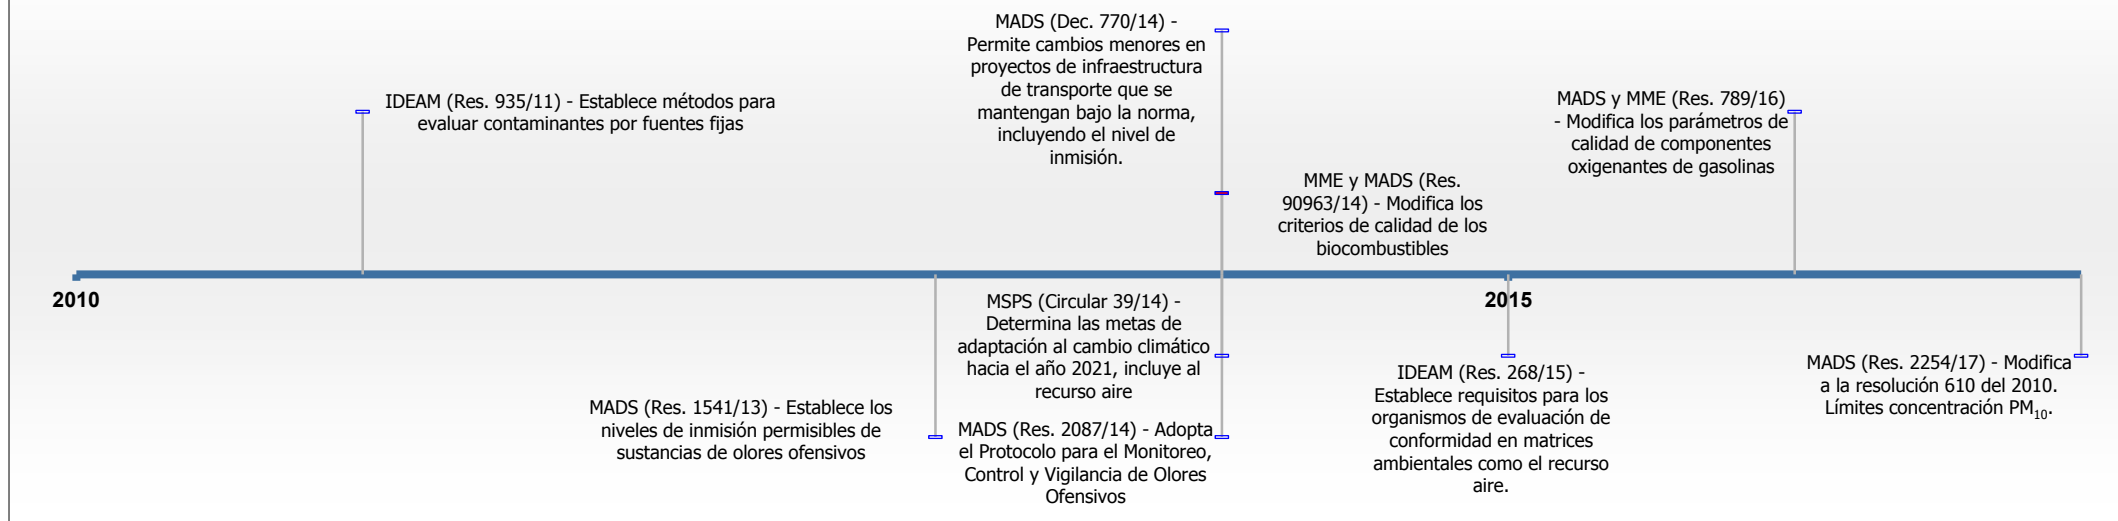 MADS (Dec. 770/14) -
Permite cambios menores en
proyectos de infraestructura
de transporte que se
mantengan bajo la norma,
incluyendo el nivel de
inmisión.
IDEAM (Res. 935/11) - Establece métodos para
evaluar contaminantes por fuentes fijas
MADS y MME (Res. 789/16)
- Modifica los parámetros de
calidad de componentes
oxigenantes de gasolinas
MME y MADS (Res.
90963/14) - Modifica los
criterios de calidad de los
biocombustibles
2010
2015
MSPS (Circular 39/14) -
Determina las metas de
adaptación al cambio climático
hacia el año 2021, incluye al
recurso aire
MADS (Res. 1541/13) - Establece los
niveles de inmisión permisibles de
sustancias de olores ofensivos
MADS (Res. 2087/14) - Adopta
el Protocolo para el Monitoreo,
Control y Vigilancia de Olores
Ofensivos
IDEAM (Res. 268/15) -
Establece requisitos para los
organismos de evaluación de
conformidad en matrices
ambientales como el recurso
aire.
MADS (Res. 2254/17) - Modifica
a la resolución 610 del 2010.
Límites concentración PM₁₀.